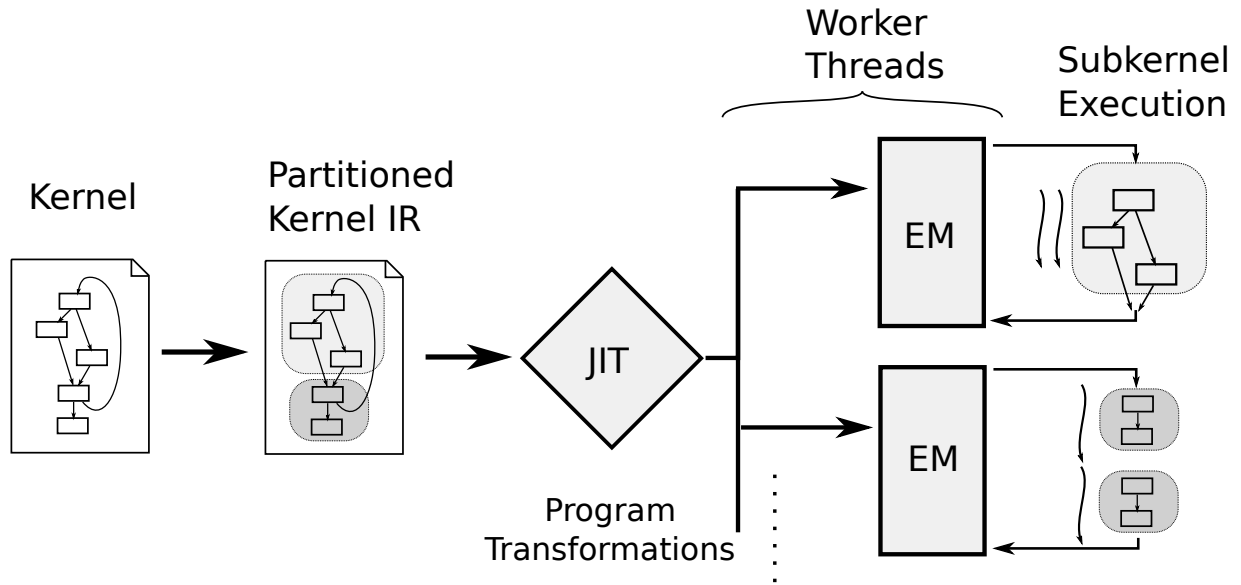 Worker
Threads
Subkernel
Execution
Kernel
Partitioned
Kernel IR
JIT
EM
EM
Program
Transformations